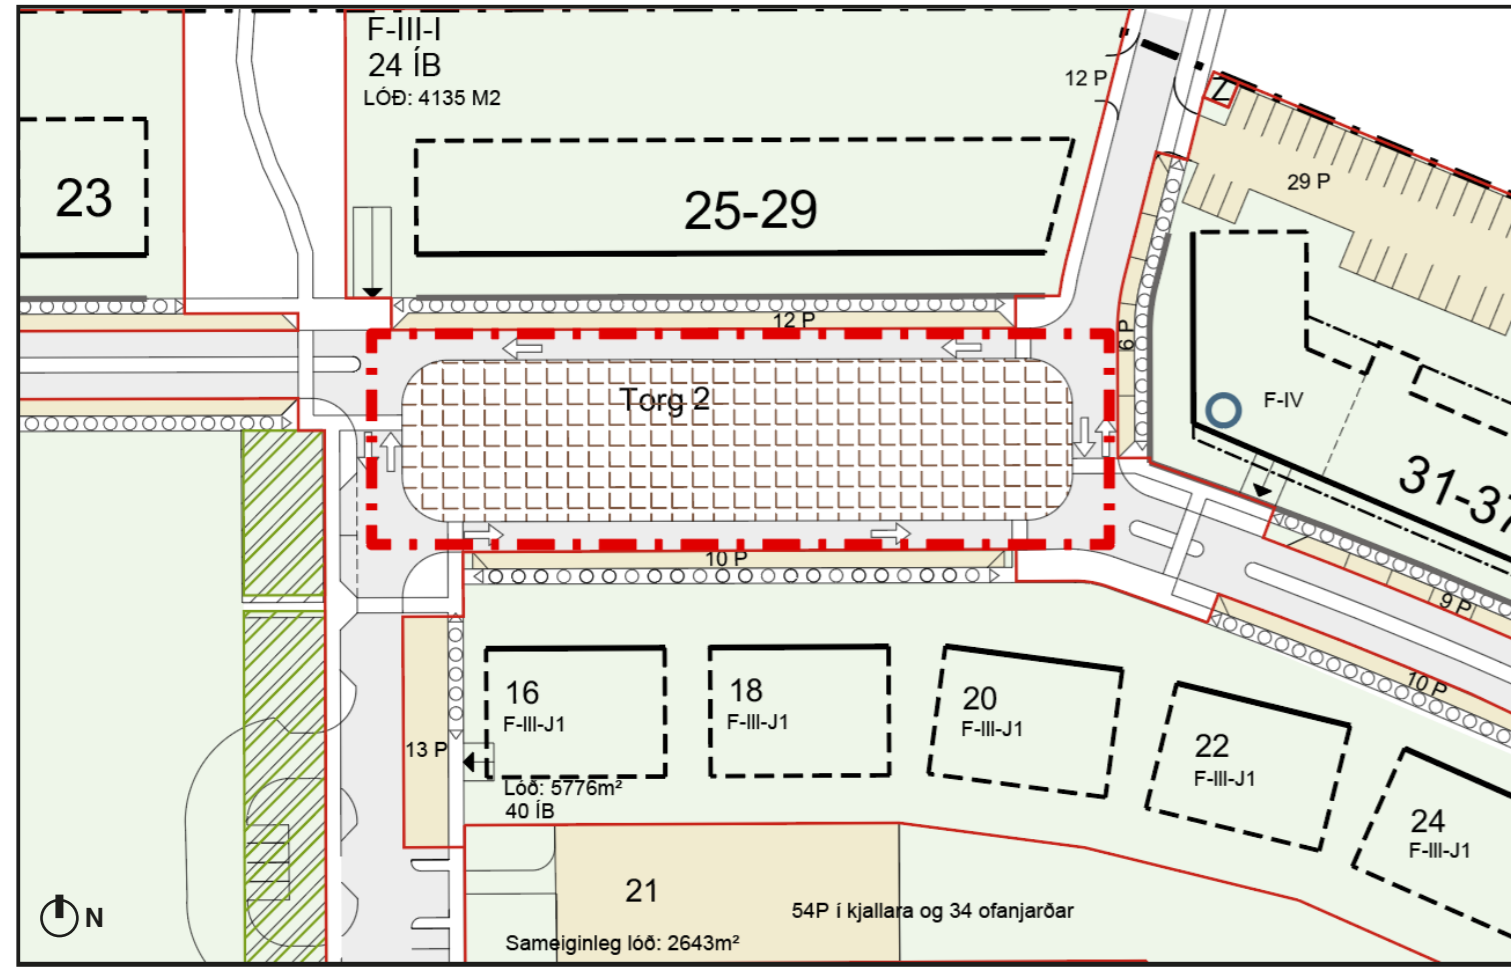 F-III-I
24 ÍB
LÓÐ: 4135 M2
12 P
29 P
23
25-29
12 P
6 P
Torg 2
F-IV
31-37
10 P
9 P
10 P
16
F-III-J1
18
F-III-J1
20
F-III-J1
22
F-III-J1
24
F-III-J1
13 P
Lóð: 5776m²
40 ÍB
21
54P í kjallara og 34 ofanjarðar
Sameiginleg lóð: 2643m²
N